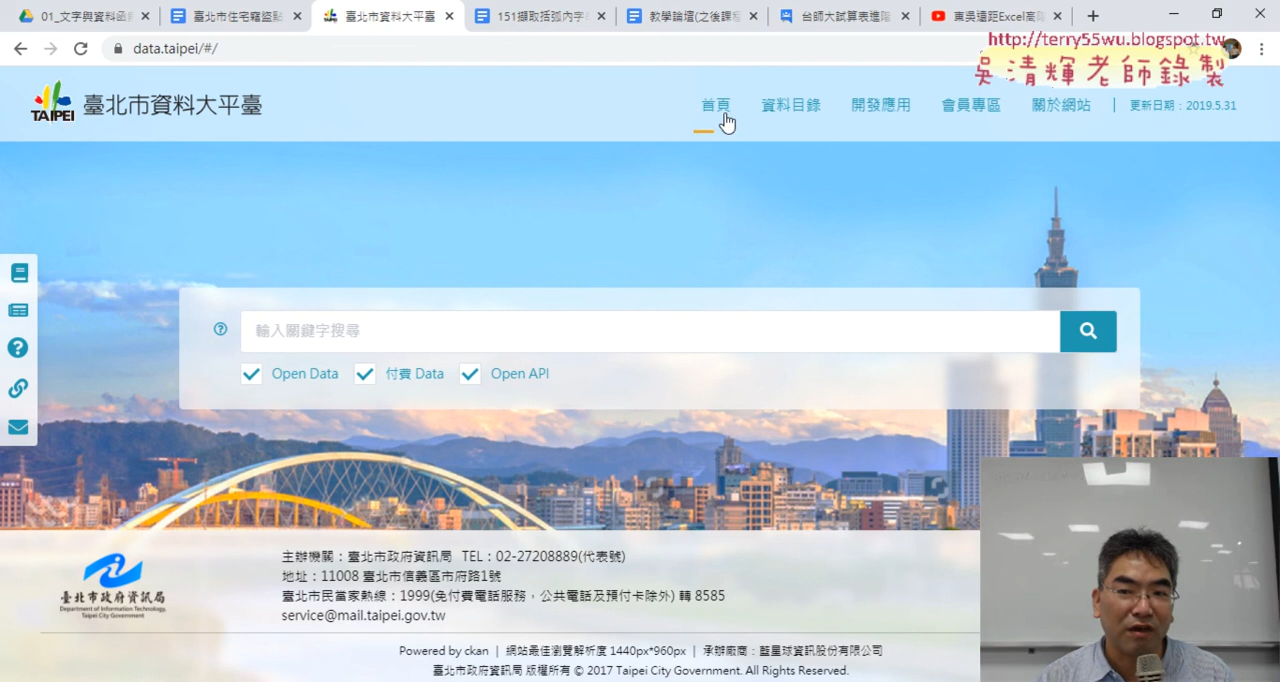 01_文字與資料函
臺北市住宅竊盜點
臺北市資料大平臺
151擷取括弧內字
教學論壇(之後課程
台師大試算表進階
東吳遠距Excel高階
data.taipei/#/
http://terry55wu.blogspot.tw
吳清輝老師錄製
TAIPEI
臺北市資料大平臺
首頁
資料目錄
開發應用
會員專區
關於網站
更新日期：2019.5.31
輸入關鍵字搜尋
Open Data
付費 Data
Open API
臺北市政府資訊局
Department of Information Technology,
Taipei City Government
主辦機關：臺北市政府資訊局 TEL：02-27208889(代表號)
地址：11008 臺北市信義區市府路1號
臺北市民當家熱線：1999(免付費電話服務，公共電話及預付卡除外) 轉 8585
service@mail.taipei.gov.tw
Powered by ckan | 網站最佳瀏覽解析度 1440px*960px | 承辦廠商：藍星球資訊股份有限公司
臺北市政府資訊局 版權所有 © 2017 Taipei City Government. All Rights Reserved.